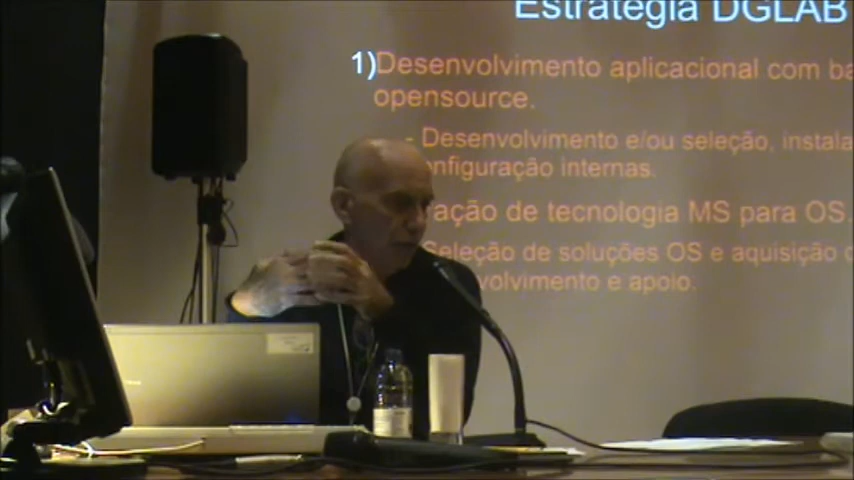 Estratégia DGLAB
1) Desenvolvimento aplicacional com ba
opensource.
- Desenvolvimento e/ou seleção, instala
onfiguração internas.
ração de tecnologia MS para OS.
Seleção de soluções OS e aquisição
volvimento e apoio.